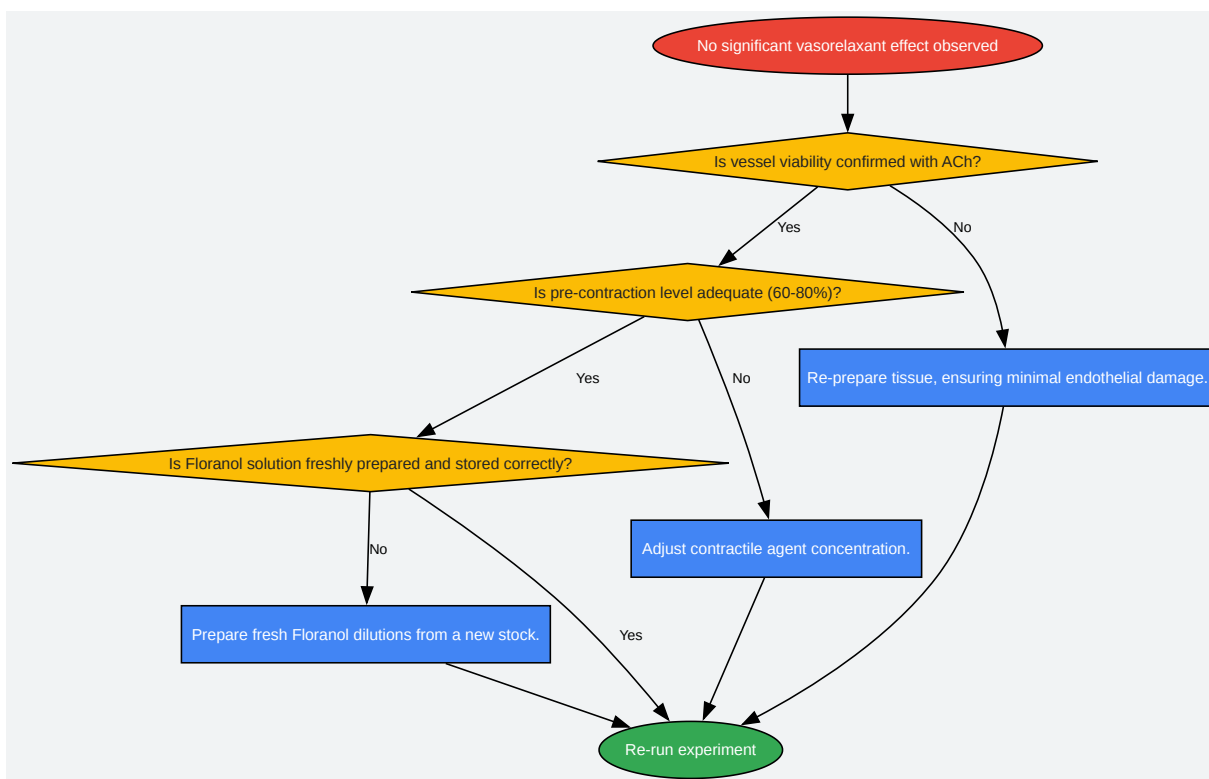 No significant vasorelaxant effect observed
Is vessel viability confirmed with ACh?
Yes
No
Is pre-contraction level adequate (60-80%)?
Yes
No
Re-prepare tissue, ensuring minimal endothelial damage.
Is Floranol solution freshly prepared and stored correctly?
No
Adjust contractile agent concentration.
Prepare fresh Floranol dilutions from a new stock.
Yes
Re-run experiment